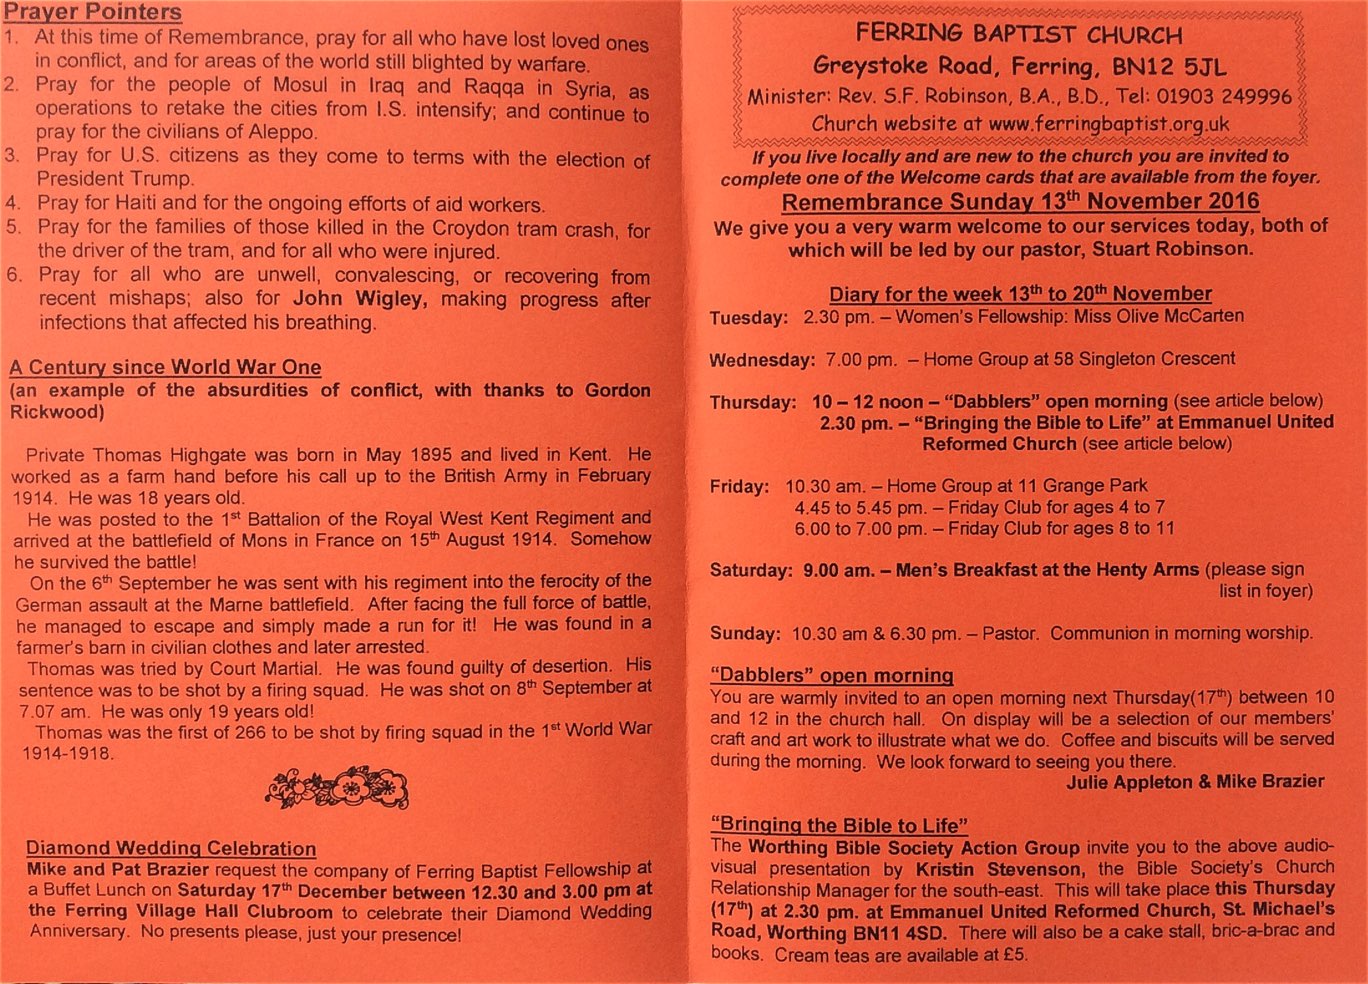 Prayer Pointers
1. At this time of Remembrance, pray for all who have lost loved ones
in conflict, and for areas of the world still blighted by warfare.
2. Pray for the people of Mosul in Iraq and Raqqa in Syria, as
operations to retake the cities from I.S. intensify; and continue to
pray for the civilians of Aleppo.
3. Pray for U.S. citizens as they come to terms with the election of
President Trump.
4. Pray for Haiti and for the ongoing efforts of aid workers.
5. Pray for the families of those killed in the Croydon tram crash, for
the driver of the tram, and for all who were injured.
6. Pray for all who are unwell, convalescing, or recovering from
recent mishaps; also for John Wigley, making progress after
infections that affected his breathing.
A Century since World War One
(an example of the absurdities of conflict, with thanks to Gordon
Rickwood)
Private Thomas Highgate was born in May 1895 and lived in Kent. He
worked as a farm hand before his call up to the British Army in February
1914. He was 18 years old.
He was posted to the 1st Battalion of the Royal West Kent Regiment and
arrived at the battlefield of Mons in France on 15th August 1914. Somehow
he survived the battle!
On the 6th September he was sent with his regiment into the ferocity of the
German assault at the Marne battlefield. After facing the full force of battle,
he managed to escape and simply made a run for it! He was found in a
farmer's barn in civilian clothes and later arrested.
Thomas was tried by Court Martial. He was found guilty of desertion. His
sentence was to be shot by a firing squad. He was shot on 8th September at
7.07 am. He was only 19 years old!
Thomas was the first of 266 to be shot by firing squad in the 1st World War
1914-1918.
Diamond Wedding Celebration
Mike and Pat Brazier request the company of Ferring Baptist Fellowship at
a Buffet Lunch on Saturday 17th December between 12.30 and 3.00 pm at
the Ferring Village Hall Clubroom to celebrate their Diamond Wedding
Anniversary. No presents please, just your presence!
FERRING BAPTIST CHURCH
Greystoke Road, Ferring, BN12 5JL
Minister: Rev. S.F. Robinson, B.A., B.D., Tel: 01903 249996
Church website at www.ferringbaptist.org.uk
If you live locally and are new to the church you are invited to
complete one of the Welcome cards that are available from the foyer.
Remembrance Sunday 13th November 2016
We give you a very warm welcome to our services today, both of
which will be led by our pastor, Stuart Robinson.
Diary for the week 13th to 20th November
Tuesday: 2.30 pm. – Women's Fellowship: Miss Olive McCarten
Wednesday: 7.00 pm. – Home Group at 58 Singleton Crescent
Thursday: 10 – 12 noon – "Dabblers" open morning (see article below)
2.30 pm. – "Bringing the Bible to Life" at Emmanuel United
Reformed Church (see article below)
Friday: 10.30 am. – Home Group at 11 Grange Park
4.45 to 5.45 pm. – Friday Club for ages 4 to 7
6.00 to 7.00 pm. – Friday Club for ages 8 to 11
Saturday: 9.00 am. – Men's Breakfast at the Henty Arms (please sign
list in foyer)
Sunday: 10.30 am & 6.30 pm. – Pastor. Communion in morning worship.
"Dabblers" open morning
You are warmly invited to an open morning next Thursday(17th) between 10
and 12 in the church hall. On display will be a selection of our members'
craft and art work to illustrate what we do. Coffee and biscuits will be served
during the morning. We look forward to seeing you there.
Julie Appleton & Mike Brazier
"Bringing the Bible to Life"
The Worthing Bible Society Action Group invite you to the above audio-
visual presentation by Kristin Stevenson, the Bible Society's Church
Relationship Manager for the south-east. This will take place this Thursday
(17th) at 2.30 pm. at Emmanuel United Reformed Church, St. Michael's
Road, Worthing BN11 4SD. There will also be a cake stall, bric-a-brac and
books. Cream teas are available at £5.